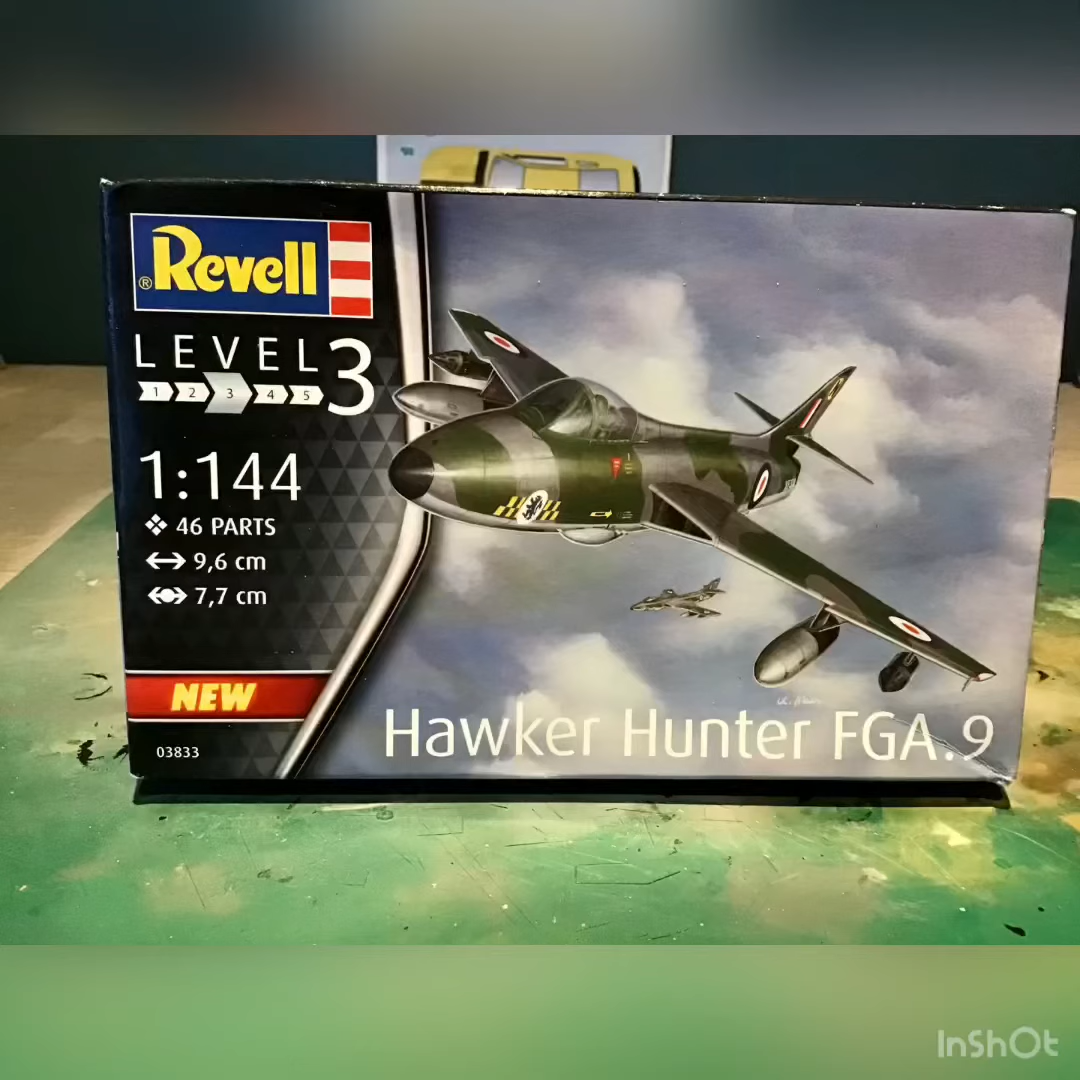 ® Revell
LEVEL 3
1 2 3 4 5
1:144
46 PARTS
9,6 cm
7,7 cm
NEW
03833
Hawker Hunter FGA.9
InShOt